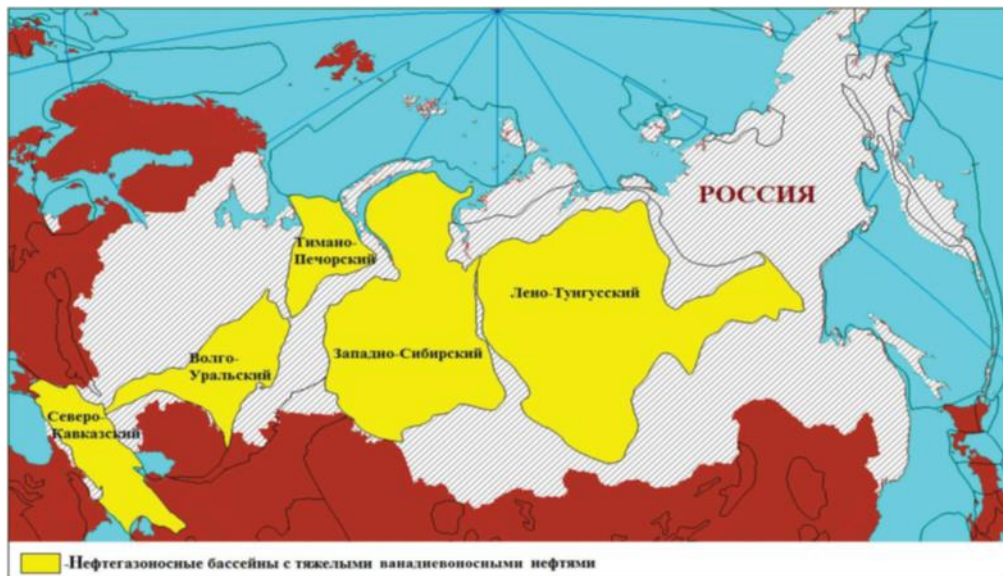 РОССИЯ
Тимано-
Печорский
Лено-Тунгусский
Волго-
Уральский
Западно-Сибирский
Северо-
Кавказский
-Нефтегазоносные бассейны с тяжелыми ванадиевоносными нефтями